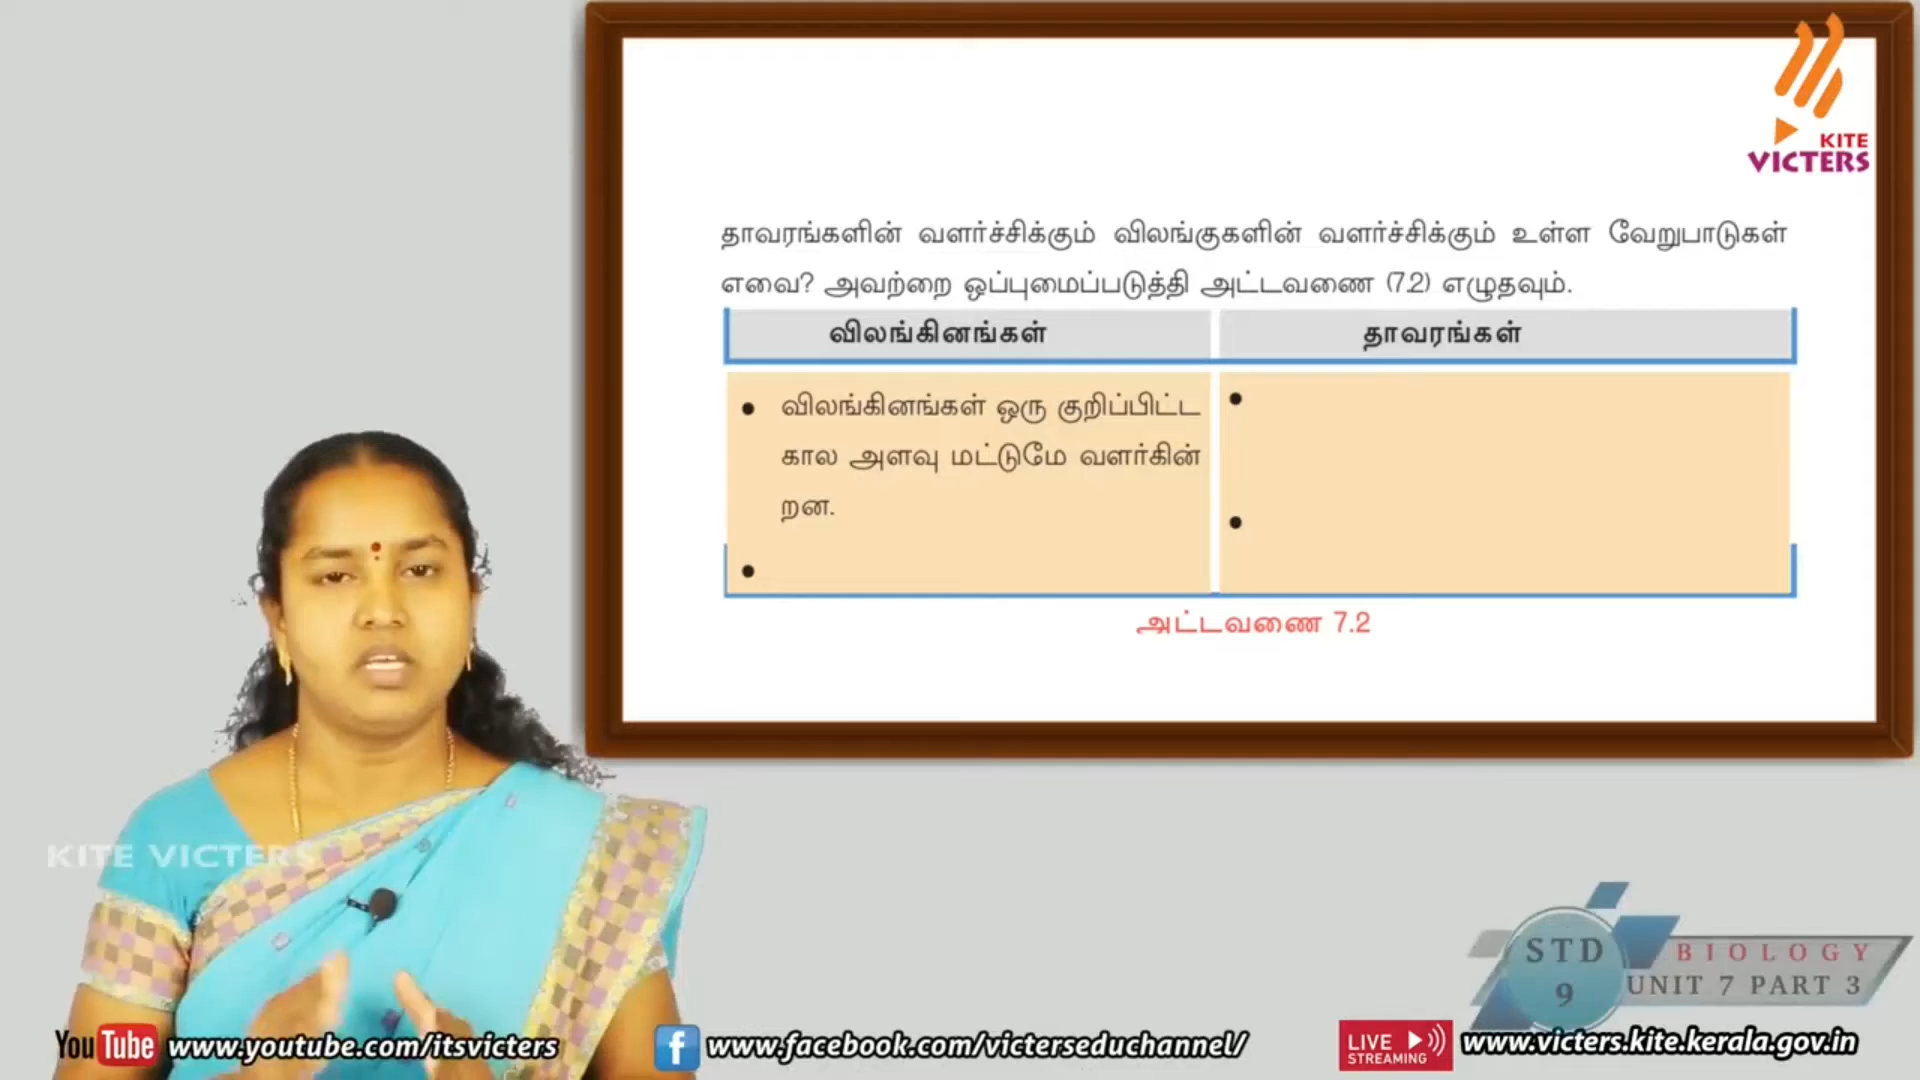 KITE
VICTERS
தாவரங்களின் வளர்ச்சிக்கும் விலங்குகளின் வளர்ச்சிக்கும் உள்ள வேறுபாடுகள்
எவை? அவற்றை ஒப்புமைப்படுத்தி அட்டவணை (7.2) எழுதவும்.
விலங்கினங்கள்
தாவரங்கள்
• விலங்கினங்கள் ஒரு குறிப்பிட்ட
கால அளவு மட்டுமே வளர்கின்
றன.
•
•
•
அட்டவணை 7.2
KITE VICTERS
STD
9
BIOLOGY
UNIT 7 PART 3
YouTube www.youtube.com/itsvicters
f www.facebook.com/victerseduchannel/
LIVE
STREAMING
www.victers.kite.kerala.gov.in